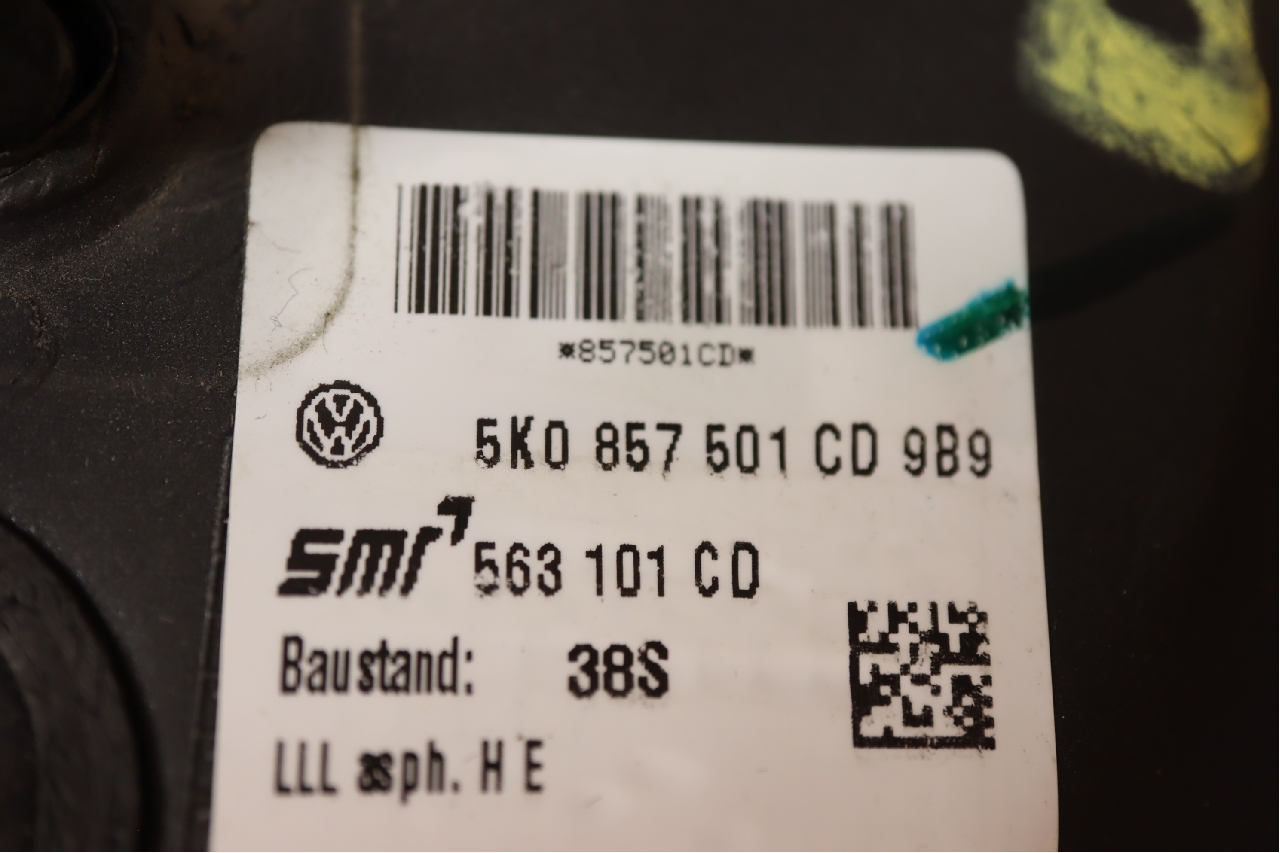 *857501CD*
5K0 857 501 CD 9B9
smr 563 101 CD
Baustand: 38S
LLL asph. H E